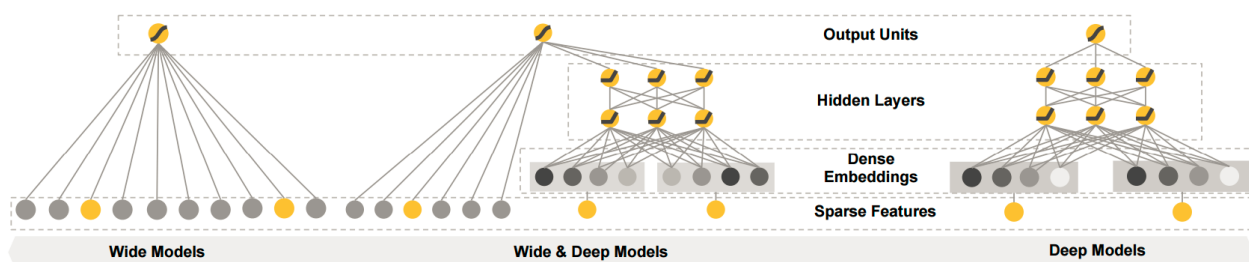 Output Units
Hidden Layers
Dense
Embeddings
Sparse Features
Wide Models
Wide & Deep Models
Deep Models